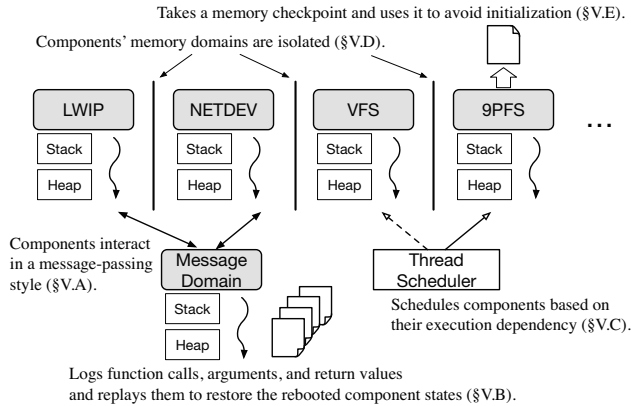 Takes a memory checkpoint and uses it to avoid initialization (§V.E).
Components' memory domains are isolated (§V.D).
LWIP
NETDEV
VFS
9PFS
...
Stack
Stack
Stack
Stack
Heap
Heap
Heap
Heap
Components interact
in a message-passing
style (§V.A).
Message
Domain
Thread
Scheduler
Stack
Heap
Schedules components based on
their execution dependency (§V.C).
Logs function calls, arguments, and return values
and replays them to restore the rebooted component states (§V.B).